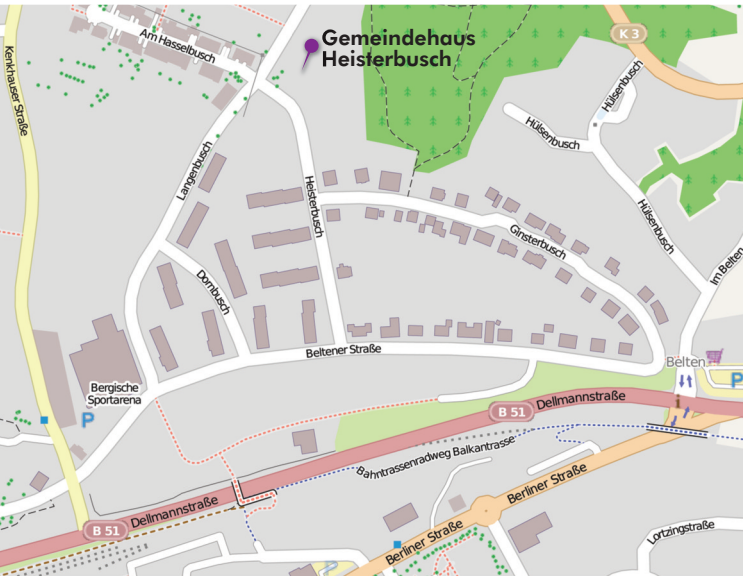 Kenkhauser Straße
Am Hasselbusch
Gemeindehaus
Heisterbusch
K 3
Hülsenbusch
Hülsenbusch
Langenbusch
Heisterbusch
Hülsenbusch
Ginsterbusch
Im Belten
Dornbusch
Beltener Straße
Belten
Bergische
Sportarena
P
P
Dellmannstraße
B 51
Bahntrassenradweg Balkantrasse
Berliner Straße
Dellmannstraße
B 51
Berliner Straße
Lortzingstraße
P